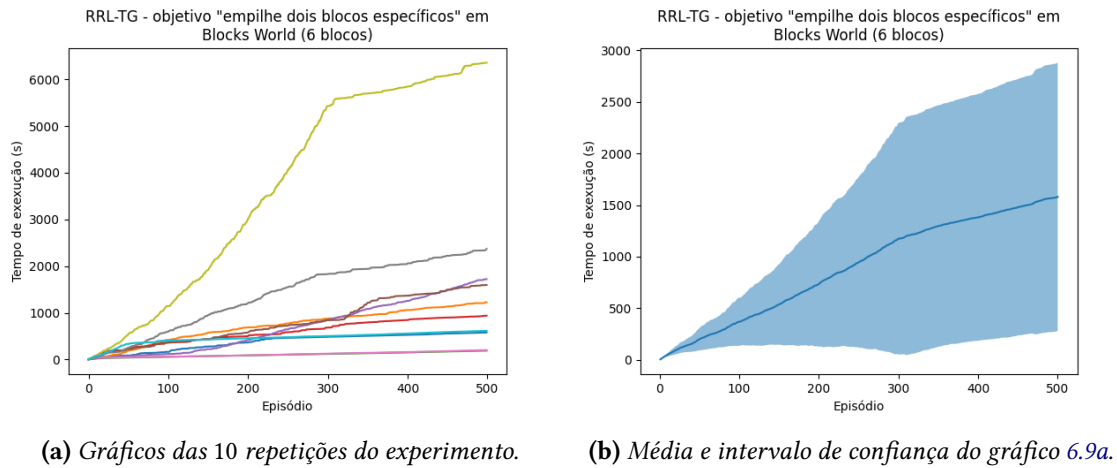 RRL-TG - objetivo "empilhe dois blocos específicos" em
Blocks World (6 blocos)
6000
5000
4000
3000
2000
1000
0
Tempo de exexução (s)
0 100 200 300 400 500
Episódio
(a) Gráficos das 10 repetições do experimento.
RRL-TG - objetivo "empilhe dois blocos específicos" em
Blocks World (6 blocos)
3000
2500
2000
1500
1000
500
0
Tempo de exexução (s)
0 100 200 300 400 500
Episódio
(b) Média e intervalo de confiança do gráfico 6.9a.